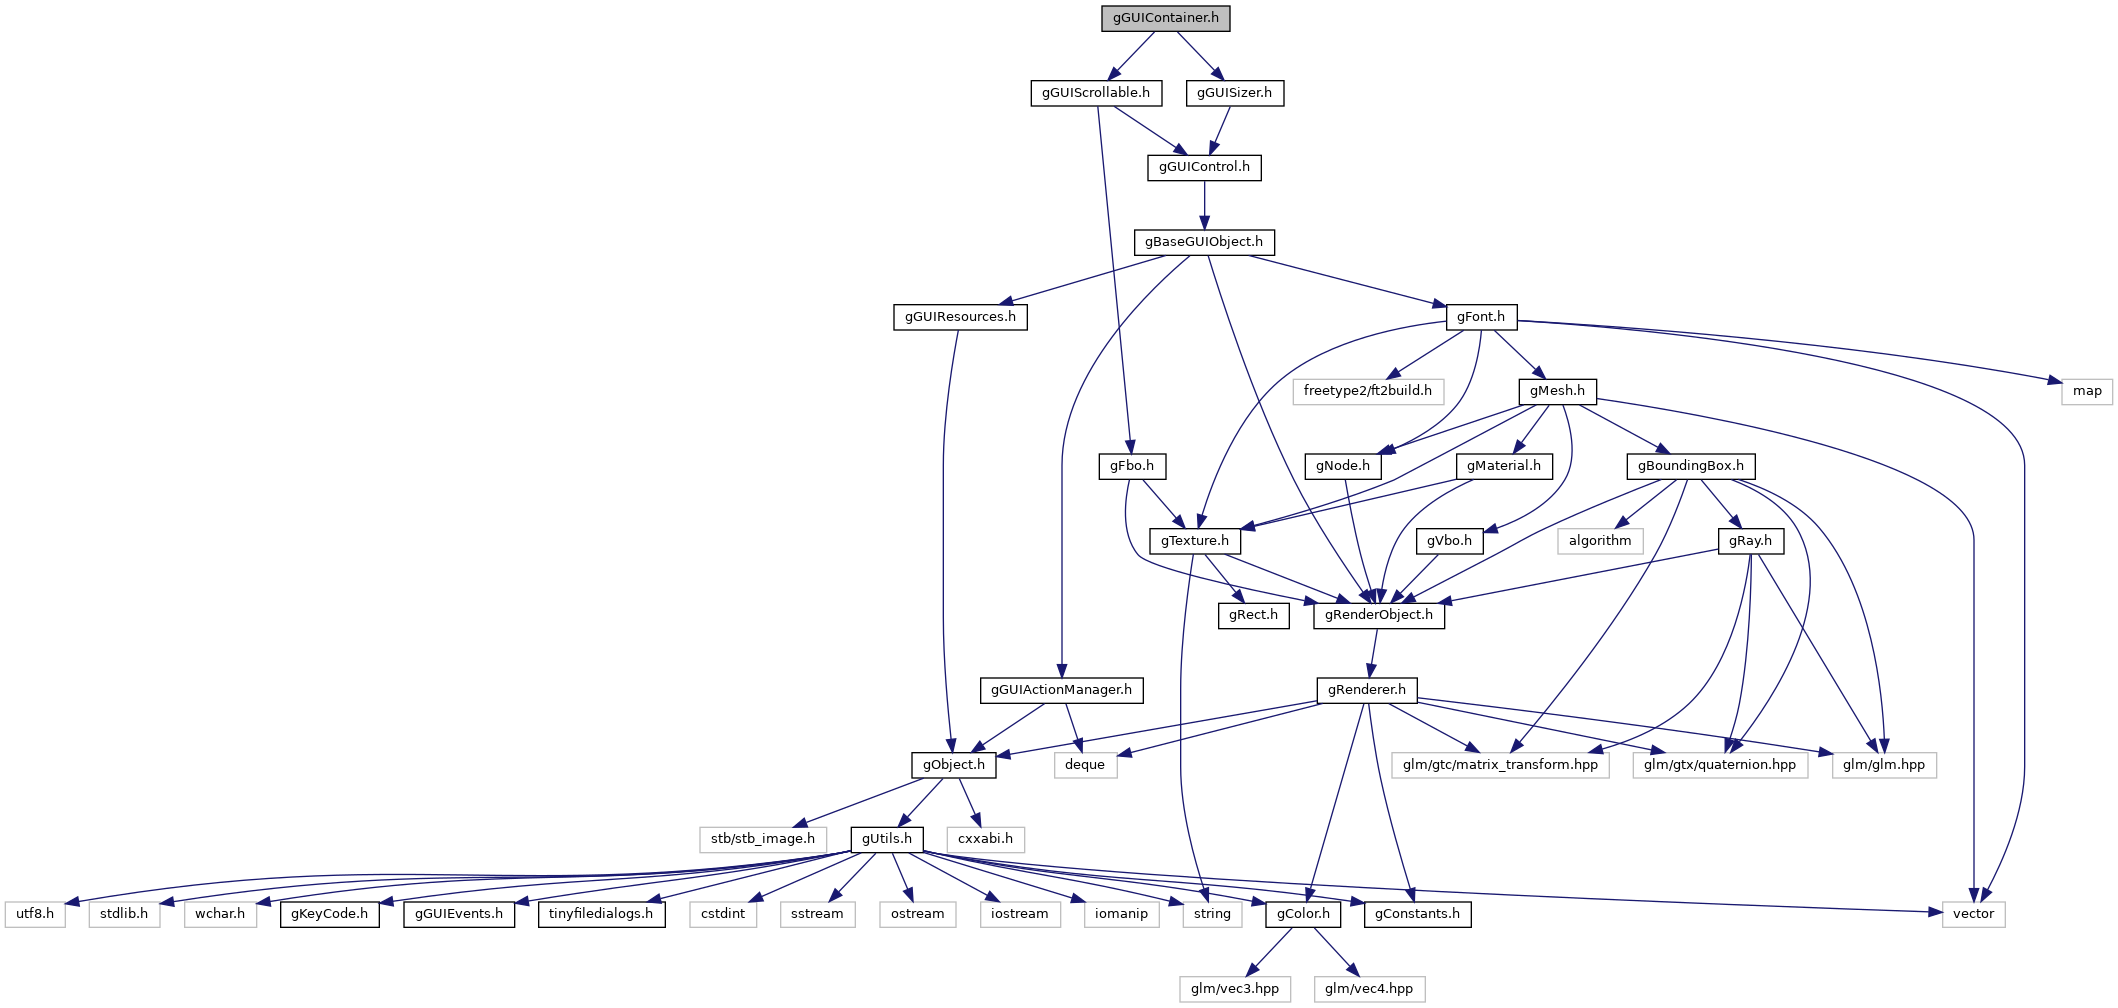 gGUIContainer.h
gGUIScrollable.h
gGUISizer.h
gGUIControl.h
gBaseGUIObject.h
gGUIResources.h
gFont.h
freetype2/ft2build.h
gMesh.h
map
gFbo.h
gNode.h
gMaterial.h
gBoundingBox.h
gTexture.h
gVbo.h
algorithm
gRay.h
gRect.h
gRenderObject.h
gGUIActionManager.h
gRenderer.h
gObject.h
deque
glm/gtc/matrix_transform.hpp
glm/gtx/quaternion.hpp
glm/glm.hpp
stb/stb_image.h
gUtils.h
cxxabi.h
utf8.h
stdlib.h
wchar.h
gKeyCode.h
gGUIEvents.h
tinyfiledialogs.h
cstdint
sstream
ostream
iostream
iomanip
string
gColor.h
gConstants.h
vector
glm/vec3.hpp
glm/vec4.hpp